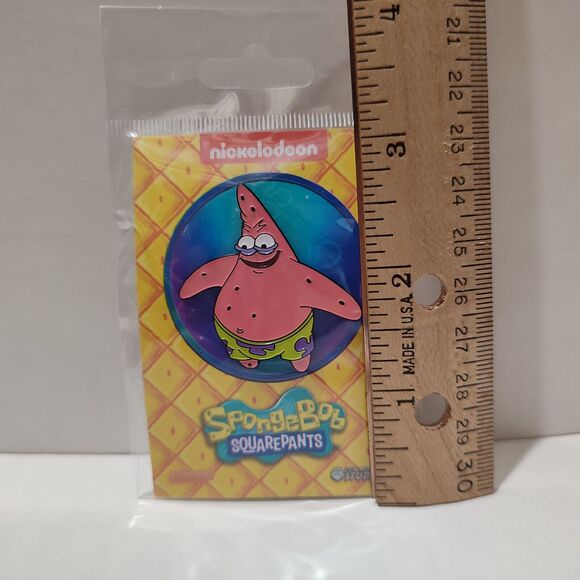 nickelodeon
SpongeBob
SQUAREPANTS
1 2 3 4
MADE IN U.S.A.
21 22 23 24 25 26 27 28 29 30